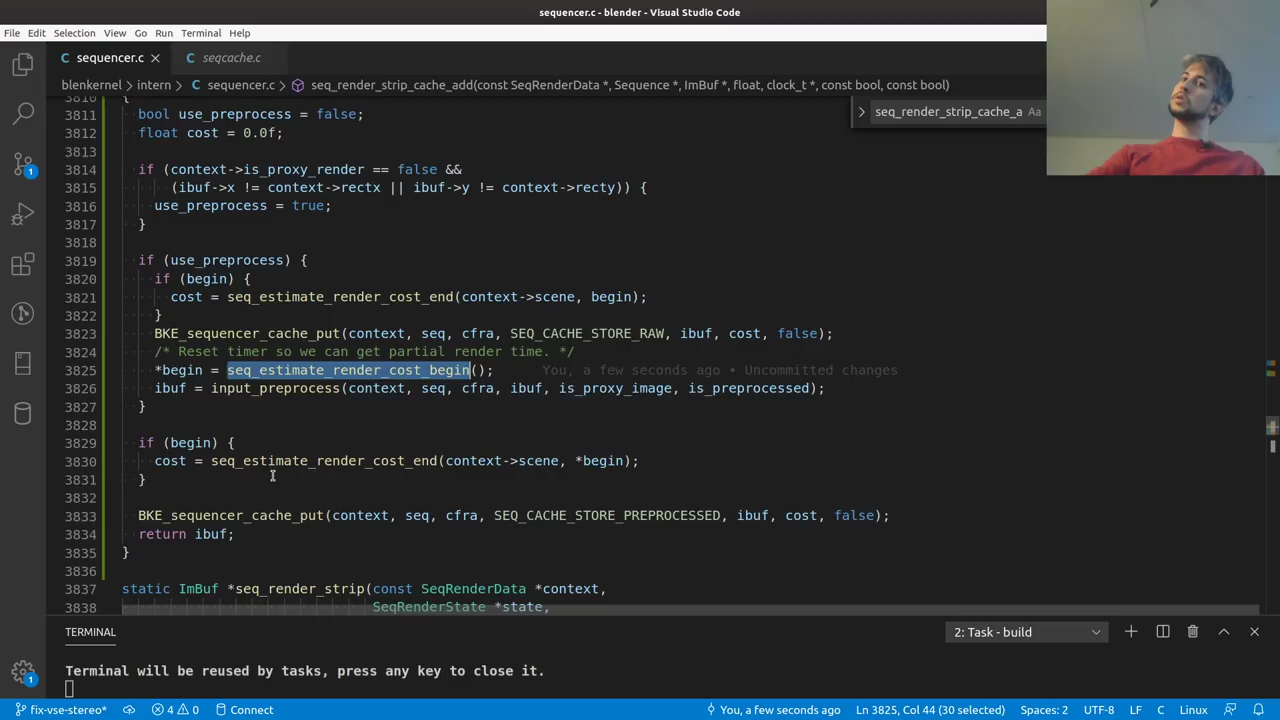 sequencer.c - blender - Visual Studio Code
File Edit Selection View Go Run Terminal Help
sequencer.c seqcache.c
blenkernel > intern > sequencer.c > seq_render_strip_cache_add(const SeqRenderData *, Sequence *, ImBuf *, float, clock_t *, const bool, const bool)
seq_render_strip_cache_a Aa
3810 {
3811 bool use_preprocess = false;
3812 float cost = 0.0f;
3813
3814 if (context->is_proxy_render == false &&
3815 (ibuf->x != context->rectx || ibuf->y != context->recty)) {
3816 use_preprocess = true;
3817 }
3818
3819 if (use_preprocess) {
3820 if (begin) {
3821 cost = seq_estimate_render_cost_end(context->scene, begin);
3822 }
3823 BKE_sequencer_cache_put(context, seq, cfra, SEQ_CACHE_STORE_RAW, ibuf, cost, false);
3824 /* Reset timer so we can get partial render time. */
3825 *begin = seq_estimate_render_cost_begin(); You, a few seconds ago • Uncommitted changes
3826 ibuf = input_preprocess(context, seq, cfra, ibuf, is_proxy_image, is_preprocessed);
3827 }
3828
3829 if (begin) {
3830 cost = seq_estimate_render_cost_end(context->scene, *begin);
3831 }
3832
3833 BKE_sequencer_cache_put(context, seq, cfra, SEQ_CACHE_STORE_PREPROCESSED, ibuf, cost, false);
3834 return ibuf;
3835 }
3836
3837 static ImBuf *seq_render_strip(const SeqRenderData *context,
3838 SeqRenderState *state,
TERMINAL 2: Task - build
Terminal will be reused by tasks, press any key to close it.
fix-vse-stereo* 4 0 Connect You, a few seconds ago Ln 3825, Col 44 (30 selected) Spaces: 2 UTF-8 LF C Linux